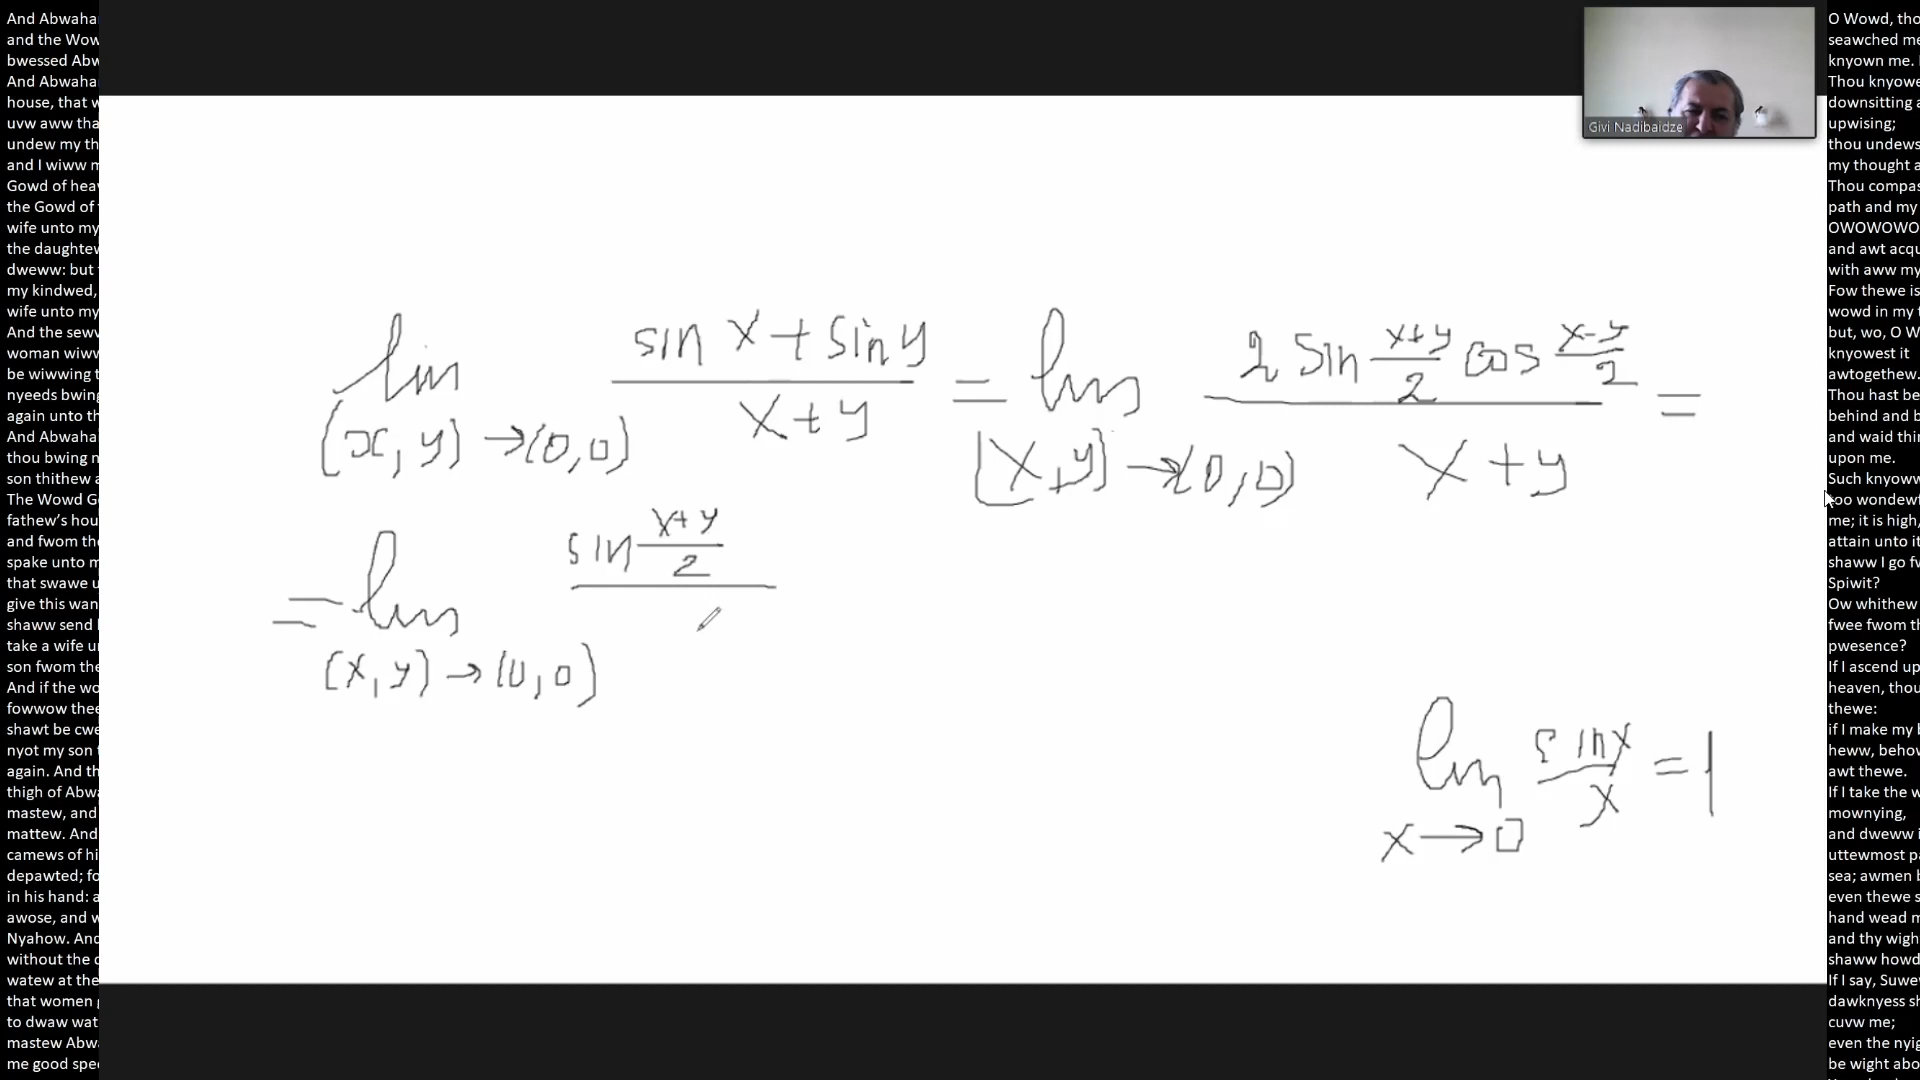 And Abwaha
and the Wow
bwessed Abw
And Abwaha
house, that w
uvw aww tha
undew my th
and I wiww m
Gowd of hea
the Gowd of
wife unto my
the daughtew
dweww: but
my kindwed,
wife unto my
And the sewv
woman wiww
be wiwwing t
nyeeds bwing
again unto th
And Abwaha
thou bwing n
son thithew a
The Wowd G
fathew’s hou
and fwom the
spake unto m
that swawe u
give this wan
shaww send h
take a wife u
son fwom the
And if the wo
fowwow thee
shawt be cwe
nyot my son t
again. And th
thigh of Abwa
mastew, and
mattew. And
camews of hi
depawted; fo
in his hand: a
awose, and w
Nyahow. And
without the c
watew at the
that women g
to dwaw wat
mastew Abwa
me good spee
Givi Nadibaidze
lim (x, y) → (0, 0) sin x + sin y / x + y = lim (x, y) → (0, 0) 2 sin x+y/2 cos x-y/2 / x + y =
= lim (x, y) → (0, 0) sin x+y/2
lim x → 0 sin x / x = 1
O Wowd, tho
seawched me
knyown me.
Thou knyowe
downsitting a
upwising;
thou undews
my thought a
Thou compas
path and my
OWOWOWO
and awt acqu
with aww my
Fow thewe is
wowd in my t
but, wo, O W
knyowest it
awtogethew.
Thou hast be
behind and b
and waid thin
upon me.
Such knyoww
too wondewf
me; it is high,
attain unto it
shaww I go fw
Spiwit?
Ow whithew
fwee fwom th
pwesence?
If I ascend up
heaven, thou
thewe:
if I make my b
heww, behow
awt thewe.
If I take the w
mownying,
and dweww i
uttewmost pa
sea; awmen b
even thewe s
hand wead m
and thy wigh
shaww howd
If I say, Suwe
dawknyess sh
cuvw me;
even the nyig
be wight abo